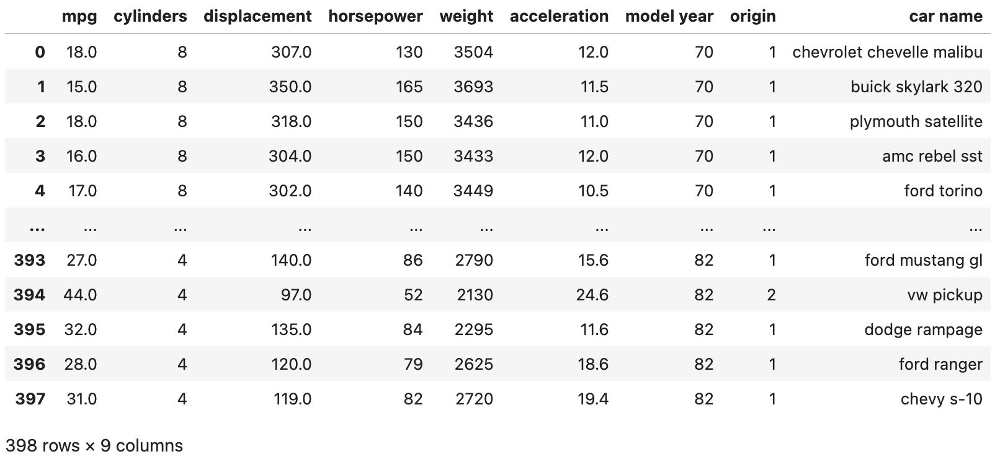 mpg cylinders displacement horsepower weight acceleration model year origin car name
0 18.0 8 307.0 130 3504 12.0 70 1 chevrolet chevelle malibu
1 15.0 8 350.0 165 3693 11.5 70 1 buick skylark 320
2 18.0 8 318.0 150 3436 11.0 70 1 plymouth satellite
3 16.0 8 304.0 150 3433 12.0 70 1 amc rebel sst
4 17.0 8 302.0 140 3449 10.5 70 1 ford torino
... ... ... ... ... ... ... ... ... ...
393 27.0 4 140.0 86 2790 15.6 82 1 ford mustang gl
394 44.0 4 97.0 52 2130 24.6 82 2 vw pickup
395 32.0 4 135.0 84 2295 11.6 82 1 dodge rampage
396 28.0 4 120.0 79 2625 18.6 82 1 ford ranger
397 31.0 4 119.0 82 2720 19.4 82 1 chevy s-10
398 rows × 9 columns